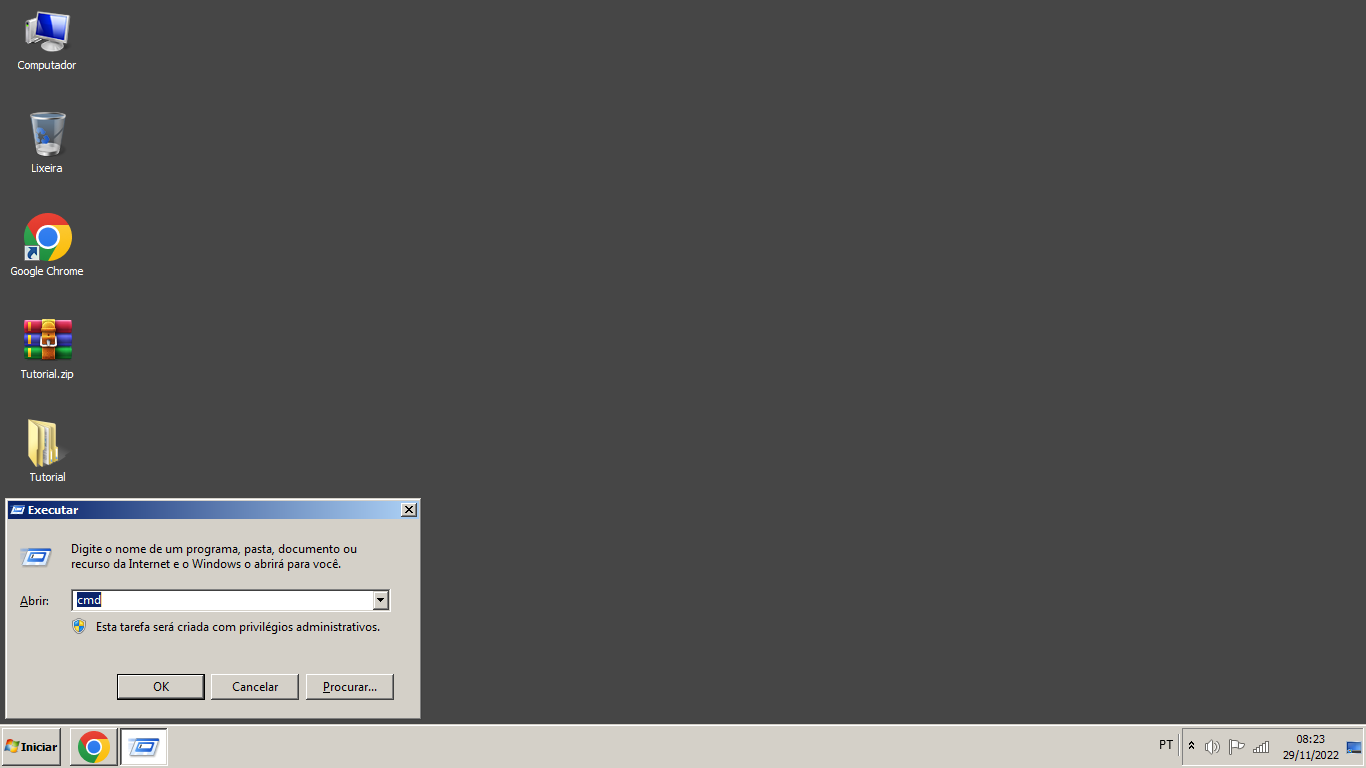 Computador
Lixeira
Google Chrome
Tutorial.zip
Tutorial
Executar
Digite o nome de um programa, pasta, documento ou
recurso da Internet e o Windows o abrirá para você.
Abrir:
cmd
Esta tarefa será criada com privilégios administrativos.
OK
Cancelar
Procurar...
Iniciar
PT
08:23
29/11/2022